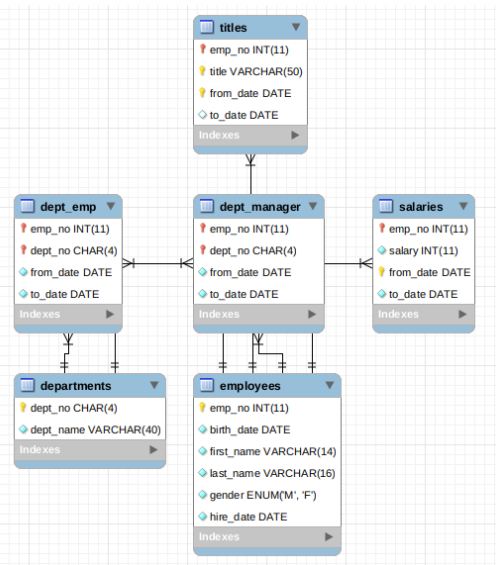 titles
emp_no INT(11)
title VARCHAR(50)
from_date DATE
to_date DATE
Indexes
dept_emp
emp_no INT(11)
dept_no CHAR(4)
from_date DATE
to_date DATE
Indexes
dept_manager
emp_no INT(11)
dept_no CHAR(4)
from_date DATE
to_date DATE
Indexes
salaries
emp_no INT(11)
salary INT(11)
from_date DATE
to_date DATE
Indexes
departments
dept_no CHAR(4)
dept_name VARCHAR(40)
Indexes
employees
emp_no INT(11)
birth_date DATE
first_name VARCHAR(14)
last_name VARCHAR(16)
gender ENUM('M', 'F')
hire_date DATE
Indexes